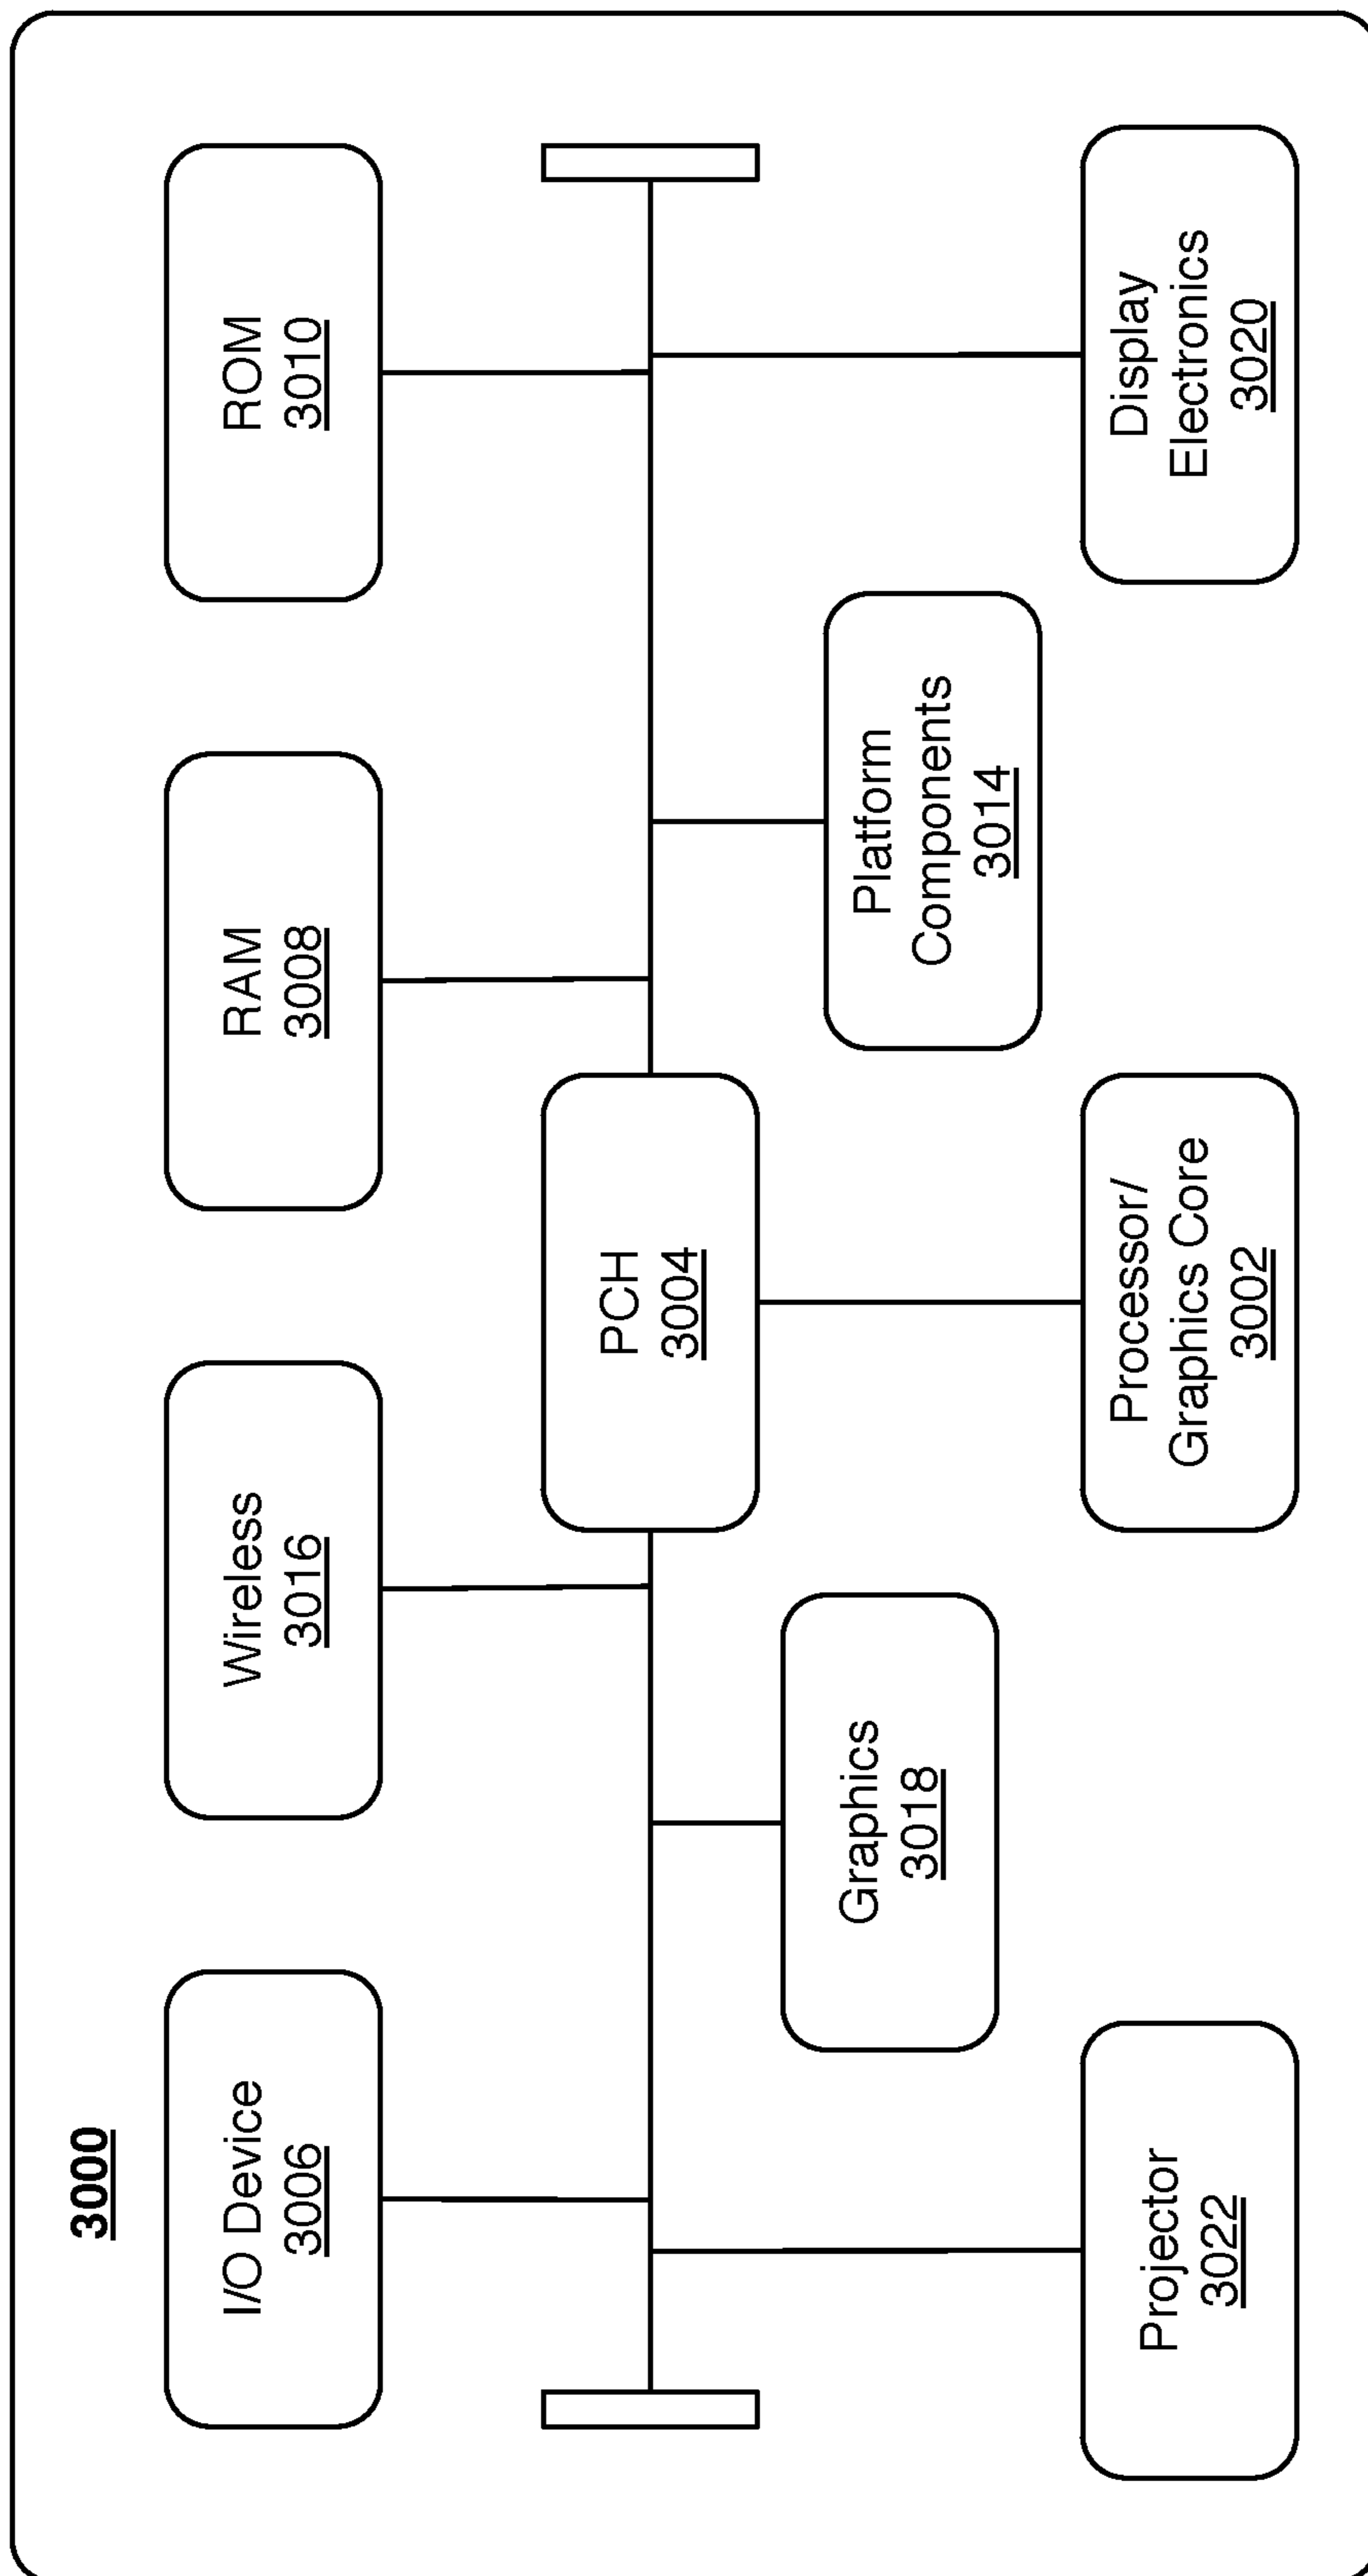 3000
I/O Device
3006
Wireless
3016
RAM
3008
ROM
3010
PCH
3004
Graphics
3018
Platform
Components
3014
Projector
3022
Processor/
Graphics Core
3002
Display
Electronics
3020